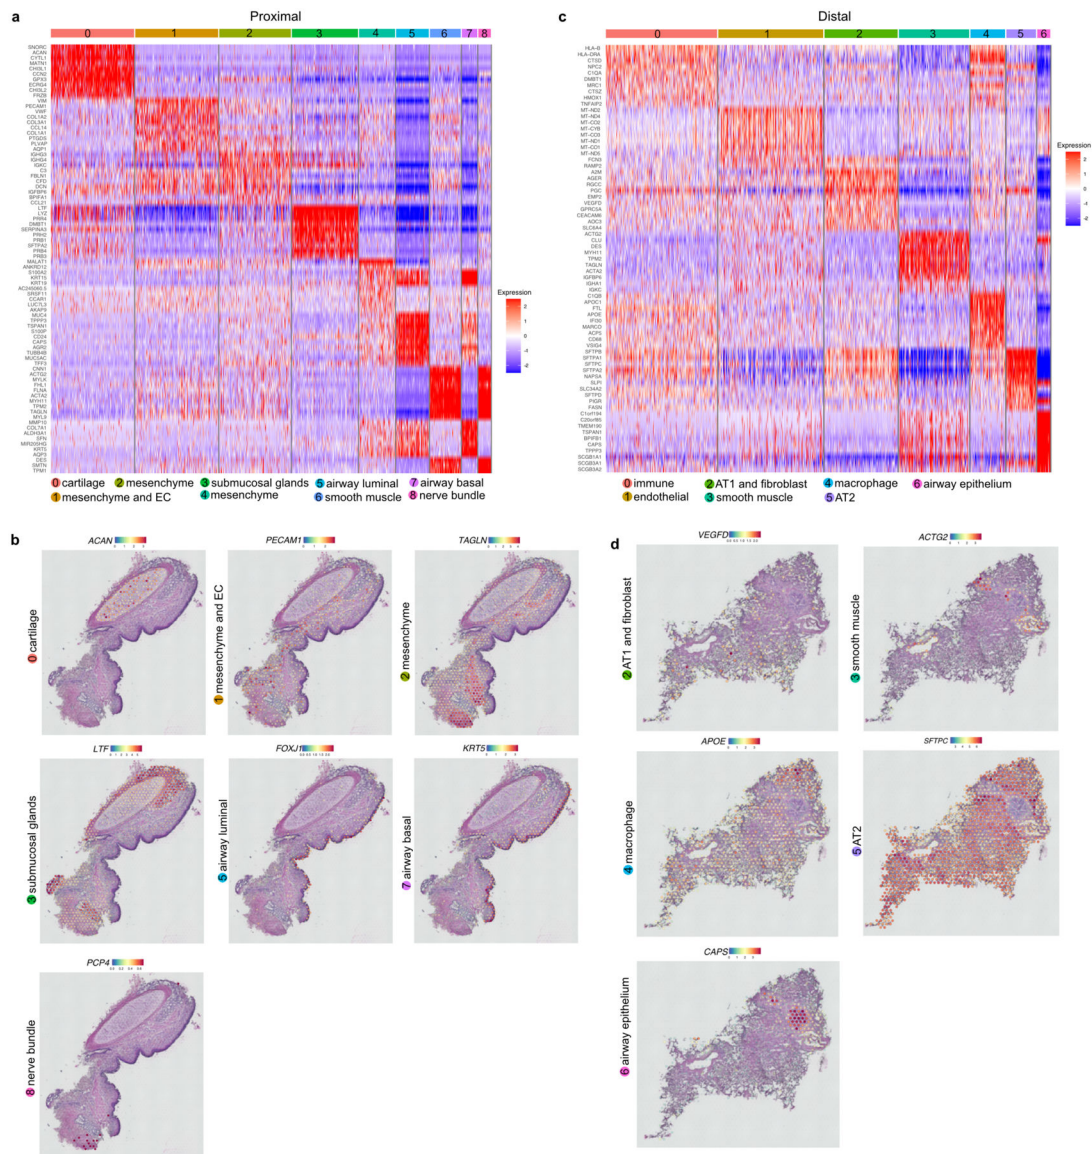 a
Proximal
0 1 2 3 4 5 6 7 8
SNORC
ACAN
CYTL1
MATN1
CHI3L1
CCN2
GPX3
ECRG4
CHI3L2
FRZB
VIM
PECAM1
VWF
COL1A2
COL3A1
CCL14
COL1A1
PTGDS
PLVAP
AQP1
IGHG3
IGHG4
IGKC
C3
FBLN1
CFD
DCN
IGFBP6
BPIFA1
CCL21
LTF
LYZ
PRR4
DMBT1
SERPINA3
PRH2
PRB1
SFTPA2
PRB4
PRB3
MALAT1
ANKRD12
S100A2
KRT15
KRT19
AC245060.5
SRSF11
CCAR1
LUC7L3
AKAP9
MUC4
TPPP3
TSPAN1
S100P
CD24
CAPS
AGR2
TUBB4B
MUC5AC
TFF3
CNN1
ACTG2
MYLK
FHL1
FLNA
ACTA2
MYH11
TPM2
TAGLN
MYL9
MMP10
COL7A1
ALDH3A1
SFN
MIR205HG
KRT5
AQP3
DES
SMTN
TPM1
Expression
2
1
0
-1
-2
0 cartilage
2 mesenchyme
3 submucosal glands
5 airway luminal
7 airway basal
1 mesenchyme and EC
4 mesenchyme
6 smooth muscle
8 nerve bundle
c
Distal
0 1 2 3 4 5 6
HLA-B
HLA-DRA
CTSD
NPC2
C1QA
DMBT1
MRC1
CTSZ
HMOX1
TNFAIP2
MT-ND2
MT-ND4
MT-CO2
MT-CYB
MT-CO3
MT-ND1
MT-CO1
MT-ND5
FCN3
RAMP2
A2M
AGER
RGCC
PGC
EMP2
VEGFD
GPRC5A
CEACAM6
AOC3
SLC6A4
ACTG2
CLU
DES
MYH11
TPM2
TAGLN
ACTA2
IGFBP6
IGHA1
IGKC
C1QB
APOC1
FTL
APOE
IFI30
MARCO
ACP5
CD68
VSIG4
SFTPB
SFTPA1
SFTPC
SFTPA2
NAPSA
SLPI
SLC34A2
SFTPD
PIGR
FASN
C1orf194
C20orf85
TMEM190
TSPAN1
BPIFB1
CAPS
TPPP3
SCGB1A1
SCGB3A1
SCGB3A2
Expression
2
1
0
-1
-2
0 immune
2 AT1 and fibroblast
4 macrophage
6 airway epithelium
1 endothelial
3 smooth muscle
5 AT2
b
ACAN
0 cartilage
PECAM1
1 mesenchyme and EC
TAGLN
2 mesenchyme
LTF
3 submucosal glands
FOXJ1
5 airway luminal
KRT5
7 airway basal
PCP4
8 nerve bundle
d
VEGFD
2 AT1 and fibroblast
ACTG2
3 smooth muscle
APOE
4 macrophage
SFTPC
5 AT2
CAPS
6 airway epithelium